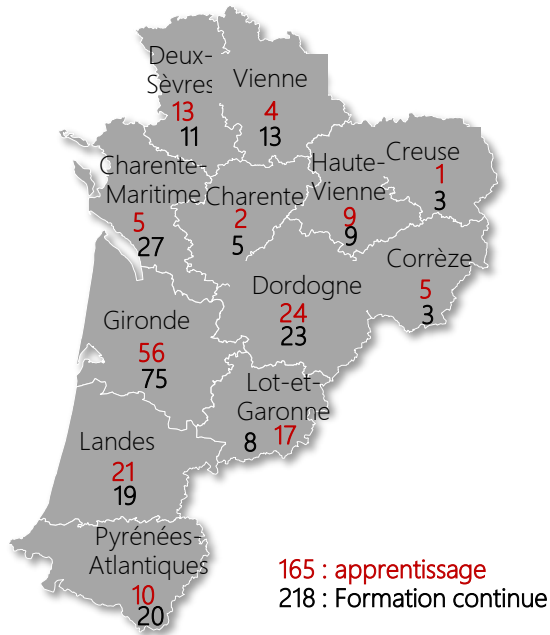 Deux-
Sèvres
13
11
Vienne
4
13
Charente-
Maritime
5
27
Charente
2
5
Haute-
Vienne
9
9
Creuse
1
3
Corrèze
5
3
Dordogne
24
23
Gironde
56
75
Lot-et-
Garonne
8 17
Landes
21
19
Pyrénées-
Atlantiques
10
20
165 : apprentissage
218 : Formation continue